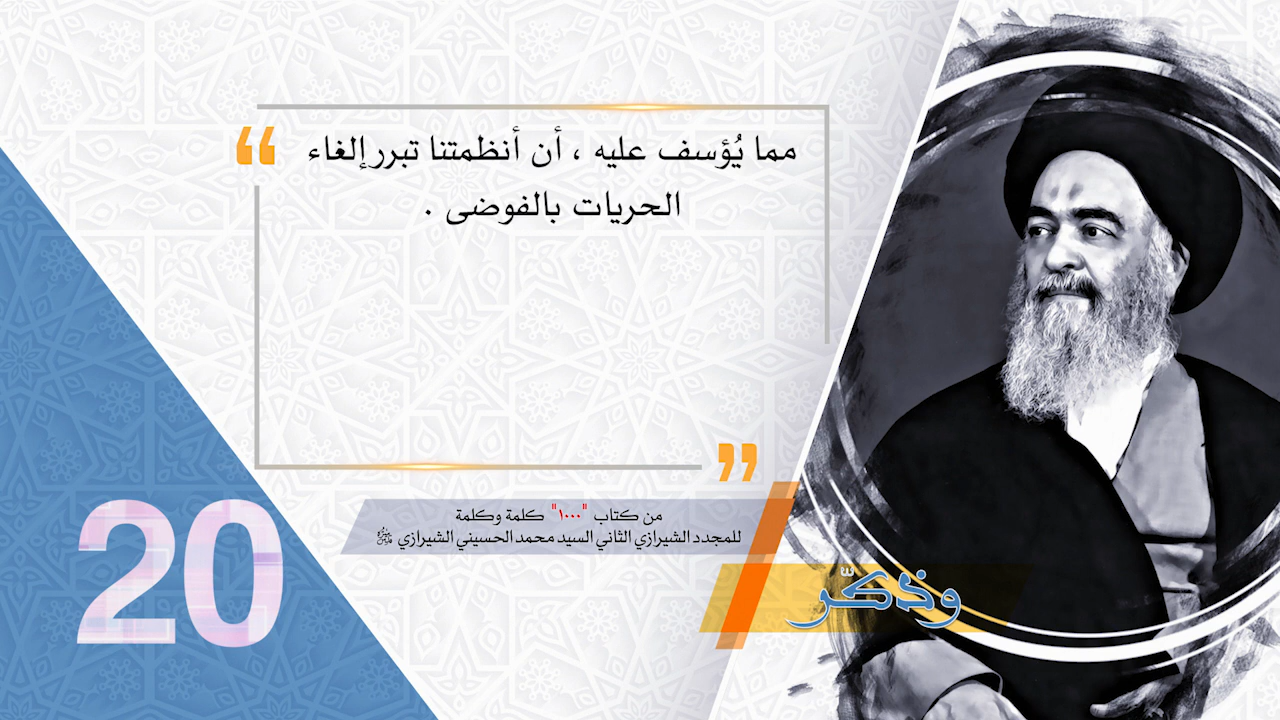 مما يُؤسف عليه ، أن أنظمتنا تبرر إلغاء
الحريات بالفوضى .
من كتاب "١٠٠٠" كلمة وكلمة
للمجدد الشيرازي الثاني السيد محمد الحسيني الشيرازي
وذكّر
20